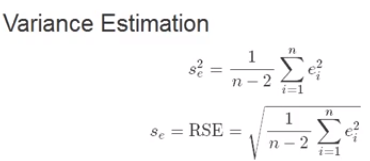 Variance Estimation
s_e^2 = \frac{1}{n-2} \sum_{i=1}^{n} e_i^2
s_e = RSE = \sqrt{\frac{1}{n-2} \sum_{i=1}^{n} e_i^2}